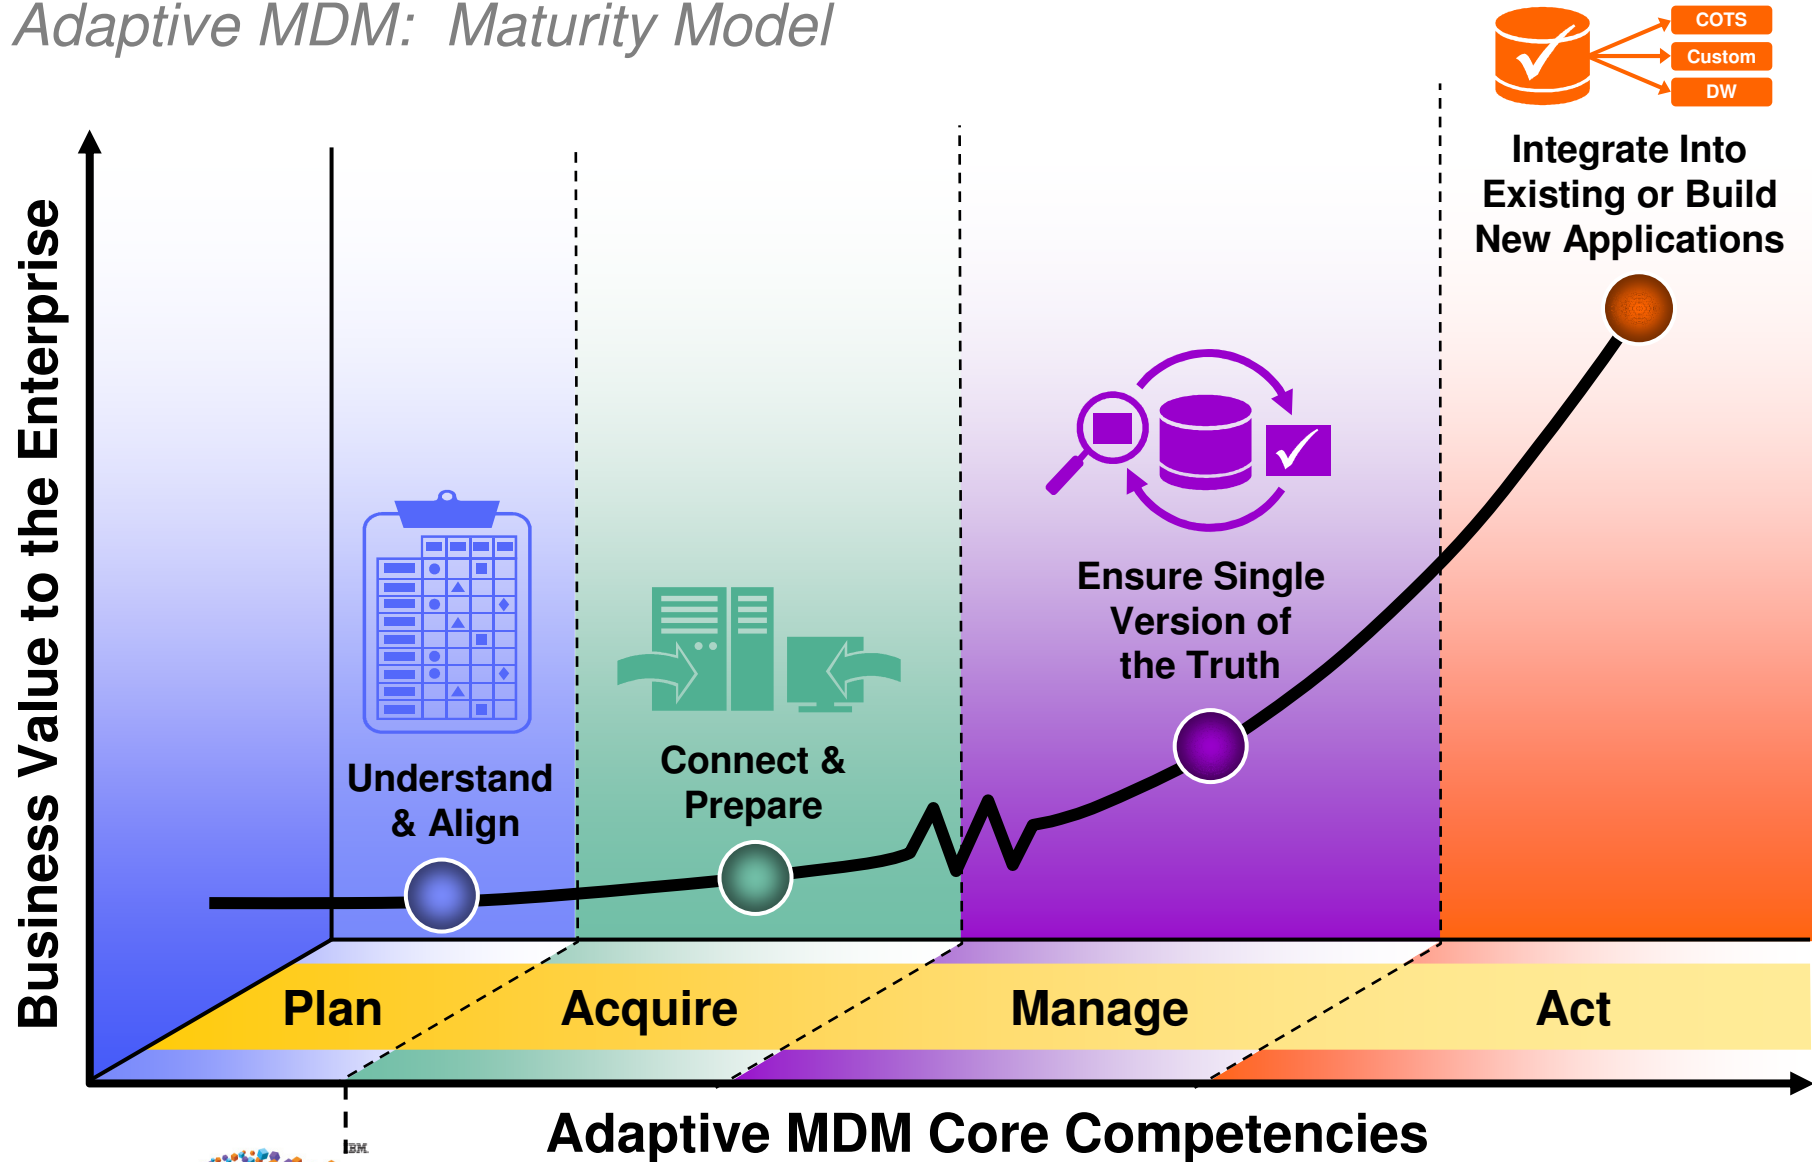 Adaptive MDM: Maturity Model
COTS
Custom
DW
Integrate Into
Existing or Build
New Applications
Business Value to the Enterprise
Ensure Single
Version of
the Truth
Connect &
Prepare
Understand
& Align
Plan
Acquire
Manage
Act
Adaptive MDM Core Competencies
IBM